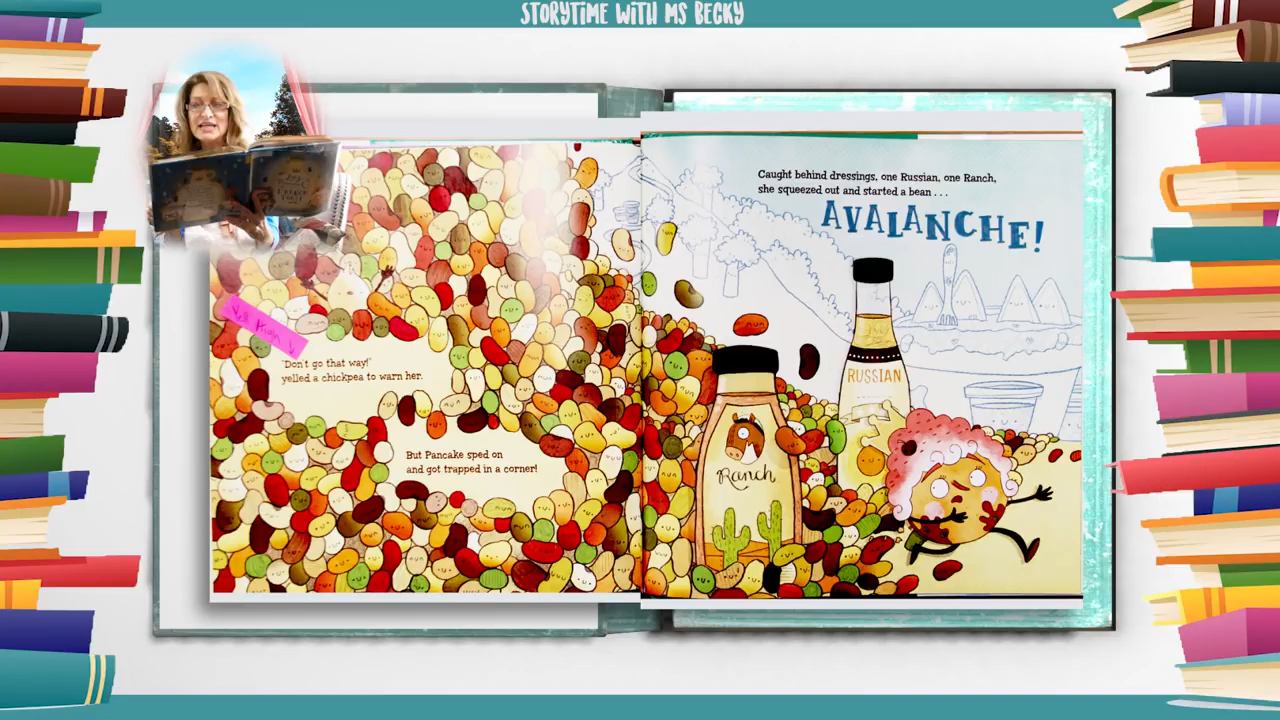 STORYTIME WITH MS BECKY
"Don't go that way!"
yelled a chickpea to warn her.
But Pancake sped on
and got trapped in a corner!
Caught behind dressings, one Russian, one Ranch,
she squeezed out and started a bean . . .
AVALANCHE!
RUSSIAN
Ranch